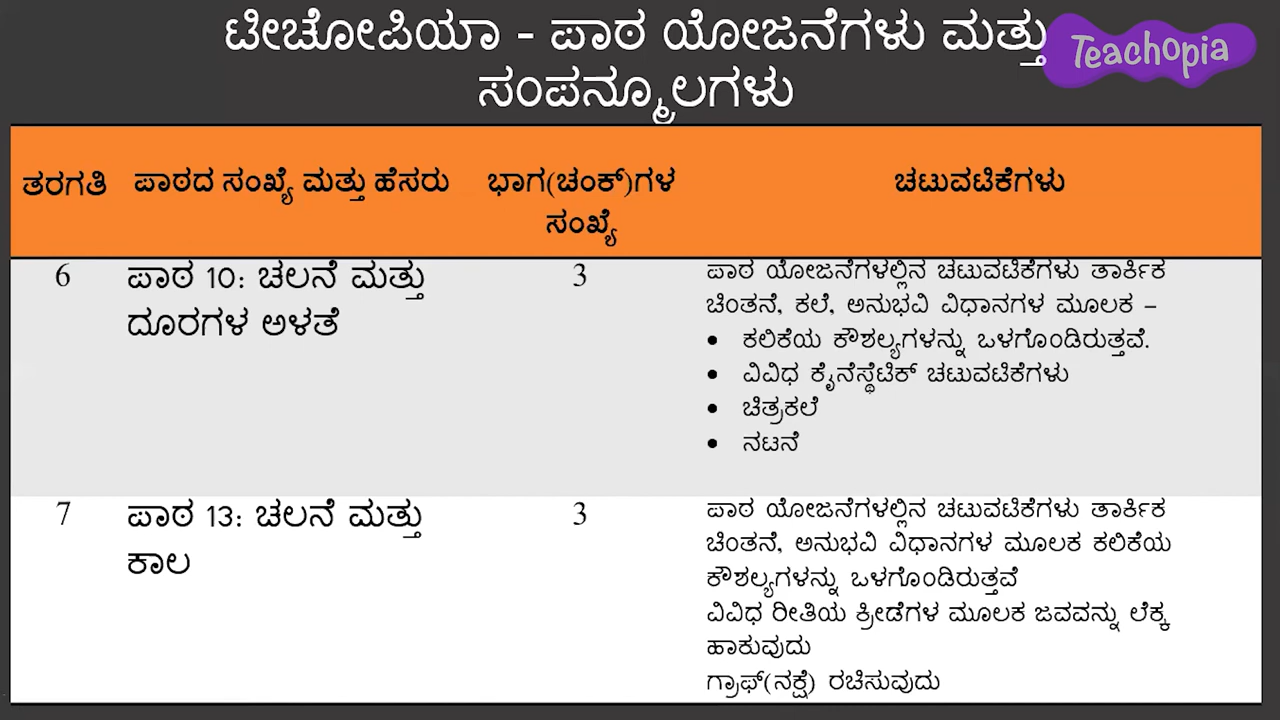 ಟೀಚೋಪಿಯಾ - ಪಾಠ ಯೋಜನೆಗಳು ಮತ್ತು
ಸಂಪನ್ಮೂಲಗಳು
Teachopia
ತರಗತಿ ಪಾಠದ ಸಂಖ್ಯೆ ಮತ್ತು ಹೆಸರು ಭಾಗ(ಚಂಕ್)ಗಳ ಚಟುವಟಿಕೆಗಳು
ಸಂಖ್ಯೆ
6 ಪಾಠ 10: ಚಲನೆ ಮತ್ತು 3 ಪಾಠ ಯೋಜನೆಗಳಲ್ಲಿನ ಚಟುವಟಿಕೆಗಳು ತಾರ್ಕಿಕ
ದೂರಗಳ ಅಳತೆ ಚಿಂತನೆ, ಕಲೆ, ಅನುಭವಿ ವಿಧಾನಗಳ ಮೂಲಕ –
• ಕಲಿಕೆಯ ಕೌಶಲ್ಯಗಳನ್ನು ಒಳಗೊಂಡಿರುತ್ತವೆ.
• ವಿವಿಧ ಕೈನೆಸ್ಥೆಟಿಕ್ ಚಟುವಟಿಕೆಗಳು
• ಚಿತ್ರಕಲೆ
• ನಟನೆ
7 ಪಾಠ 13: ಚಲನೆ ಮತ್ತು 3 ಪಾಠ ಯೋಜನೆಗಳಲ್ಲಿನ ಚಟುವಟಿಕೆಗಳು ತಾರ್ಕಿಕ
ಕಾಲ ಚಿಂತನೆ, ಅನುಭವಿ ವಿಧಾನಗಳ ಮೂಲಕ ಕಲಿಕೆಯ
ಕೌಶಲ್ಯಗಳನ್ನು ಒಳಗೊಂಡಿರುತ್ತವೆ
ವಿವಿಧ ರೀತಿಯ ಕ್ರೀಡೆಗಳ ಮೂಲಕ ಜವವನ್ನು ಲೆಕ್ಕ
ಹಾಕುವುದು
ಗ್ರಾಫ್(ನಕ್ಷೆ) ರಚಿಸುವುದು